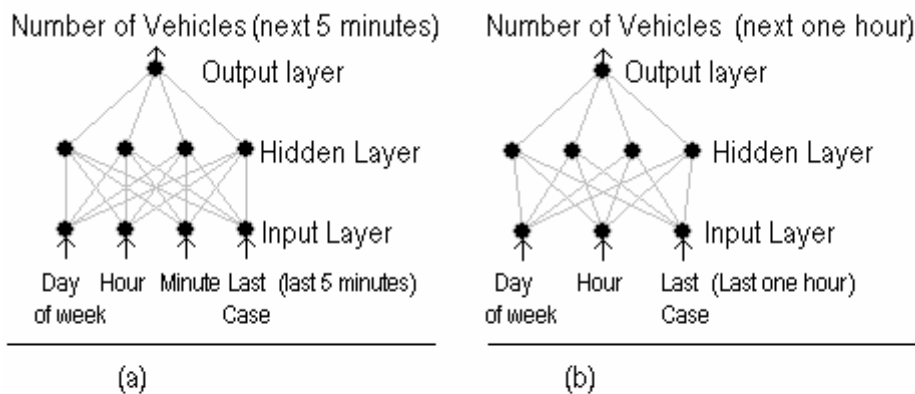 Number of Vehicles (next 5 minutes)
Output layer
Hidden Layer
Input Layer
Day of week
Hour
Minute
Last Case
(last 5 minutes)
(a)
Number of Vehicles (next one hour)
Output layer
Hidden Layer
Input Layer
Day of week
Hour
Last Case
(Last one hour)
(b)